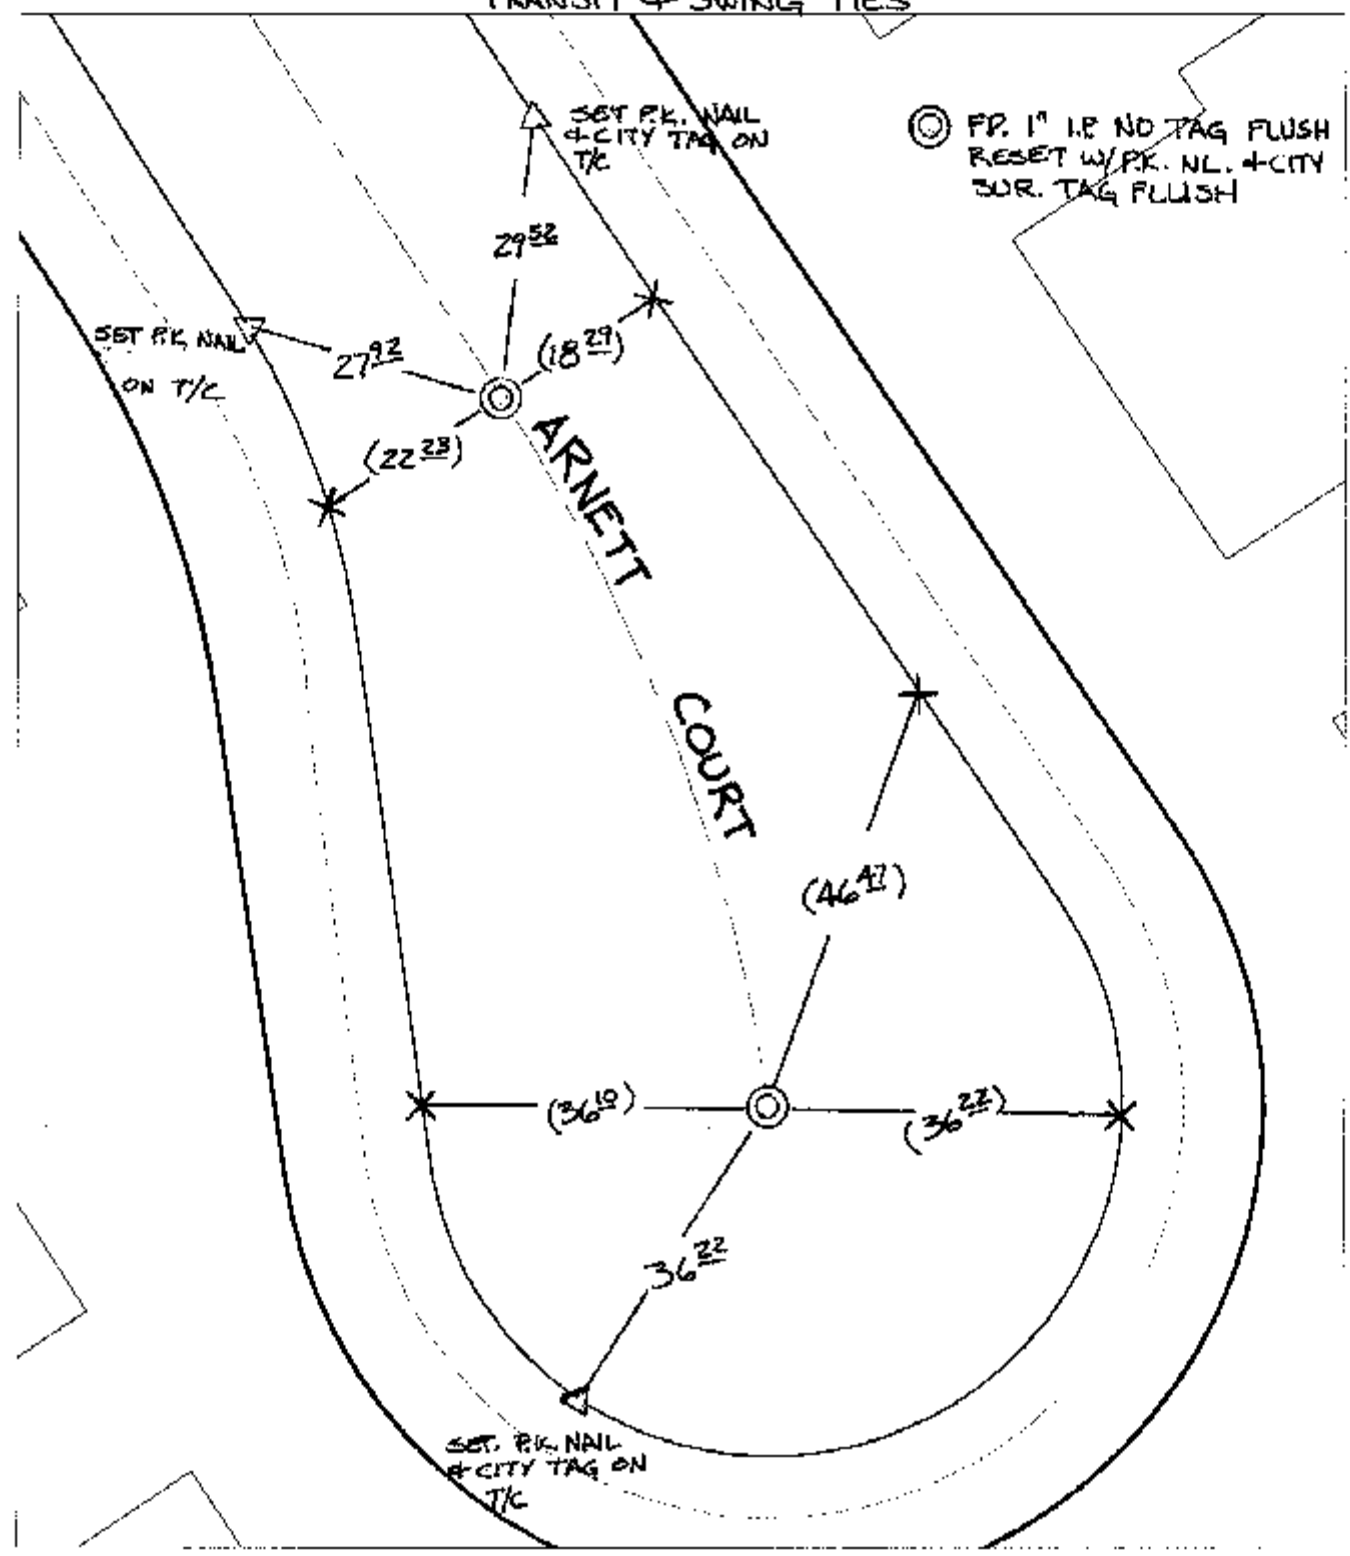 TRANSIT & SWING TIES
SET P.K. NAIL
& CITY TAG ON
T/C
FD. 1" I.P. NO TAG FLUSH
RESET W/P.K. NL. & CITY
SUR. TAG FLUSH
29 52
SET P.K. NAIL
ON T/C
27 92
(18 29)
(22 23)
ARNETT
COURT
(46 47)
(36 10)
(36 22)
36 22
SET. P.K. NAIL
& CITY TAG ON
T/C